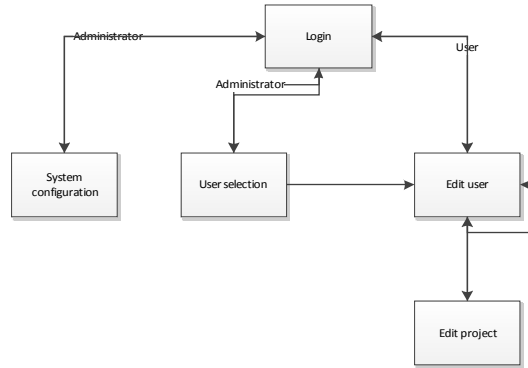 Login
Administrator
User
Administrator
System
configuration
User selection
Edit user
Edit project